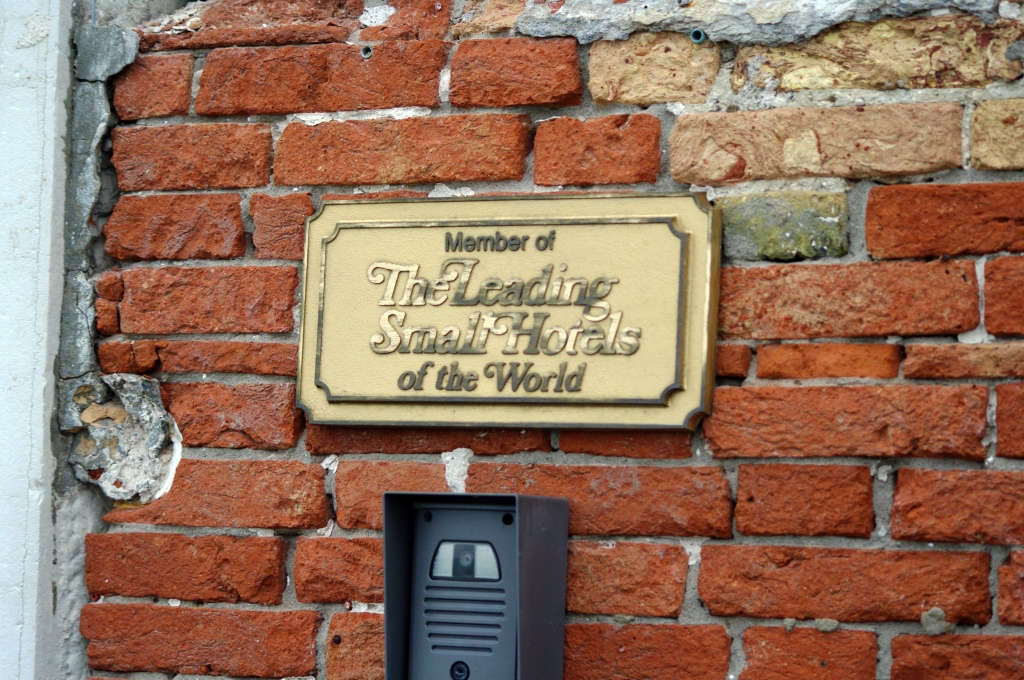 Member of
The Leading
Small Hotels
of the World